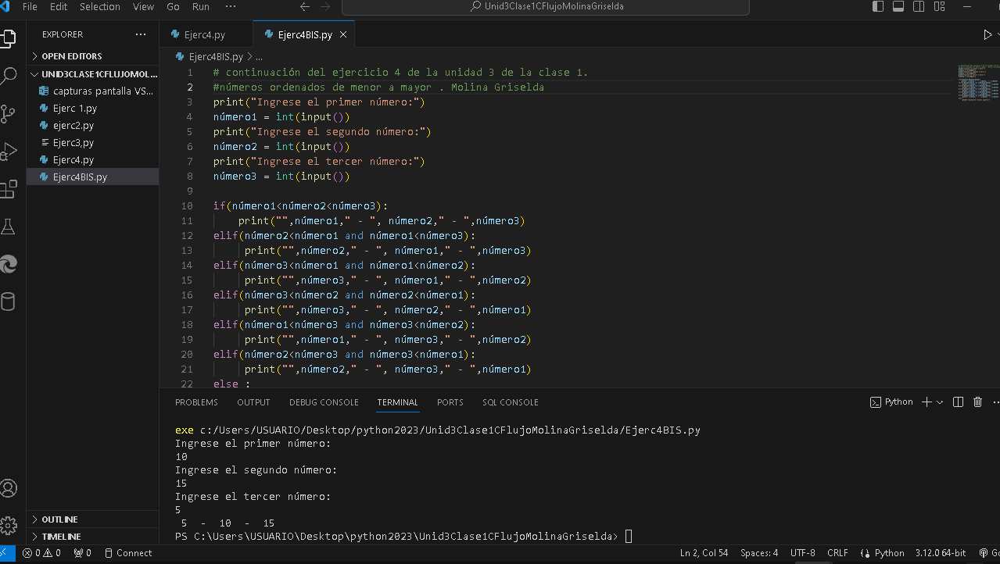 File Edit Selection View Go Run ··· Unid3Clase1CFlujoMolinaGriselda
EXPLORER ···
OPEN EDITORS
UNID3CLASE1CFLUJOMOL...
capturas pantalla VS...
Ejerc 1.py
ejerc2.py
Ejerc3,py
Ejerc4.py
Ejerc4BIS.py
OUTLINE
TIMELINE
Ejerc4.py Ejerc4BIS.py
Ejerc4BIS.py > ...
1 # continuación del ejercicio 4 de la unidad 3 de la clase 1.
2 #números ordenados de menor a mayor . Molina Griselda
3 print("Ingrese el primer número:")
4 número1 = int(input())
5 print("Ingrese el segundo número:")
6 número2 = int(input())
7 print("Ingrese el tercer número:")
8 número3 = int(input())
9
10 if(número1<número2<número3):
11 print("",número1," - ", número2," - ",número3)
12 elif(número2<número1 and número1<número3):
13 print("",número2," - ", número1," - ",número3)
14 elif(número3<número1 and número1<número2):
15 print("",número3," - ", número1," - ",número2)
16 elif(número3<número2 and número2<número1):
17 print("",número3," - ", número2," - ",número1)
18 elif(número1<número3 and número3<número2):
19 print("",número1," - ", número3," - ",número2)
20 elif(número2<número3 and número3<número1):
21 print("",número2," - ", número3," - ",número1)
22 else :
PROBLEMS OUTPUT DEBUG CONSOLE TERMINAL PORTS SQL CONSOLE Python
exe c:/Users/USUARIO/Desktop/python2023/Unid3Clase1CFlujoMolinaGriselda/Ejerc4BIS.py
Ingrese el primer número:
10
Ingrese el segundo número:
15
Ingrese el tercer número:
5
5 - 10 - 15
PS C:\Users\USUARIO\Desktop\python2023\Unid3Clase1CFlujoMolinaGriselda>
0 0 0 Connect Ln 2, Col 54 Spaces: 4 UTF-8 CRLF Python 3.12.0 64-bit